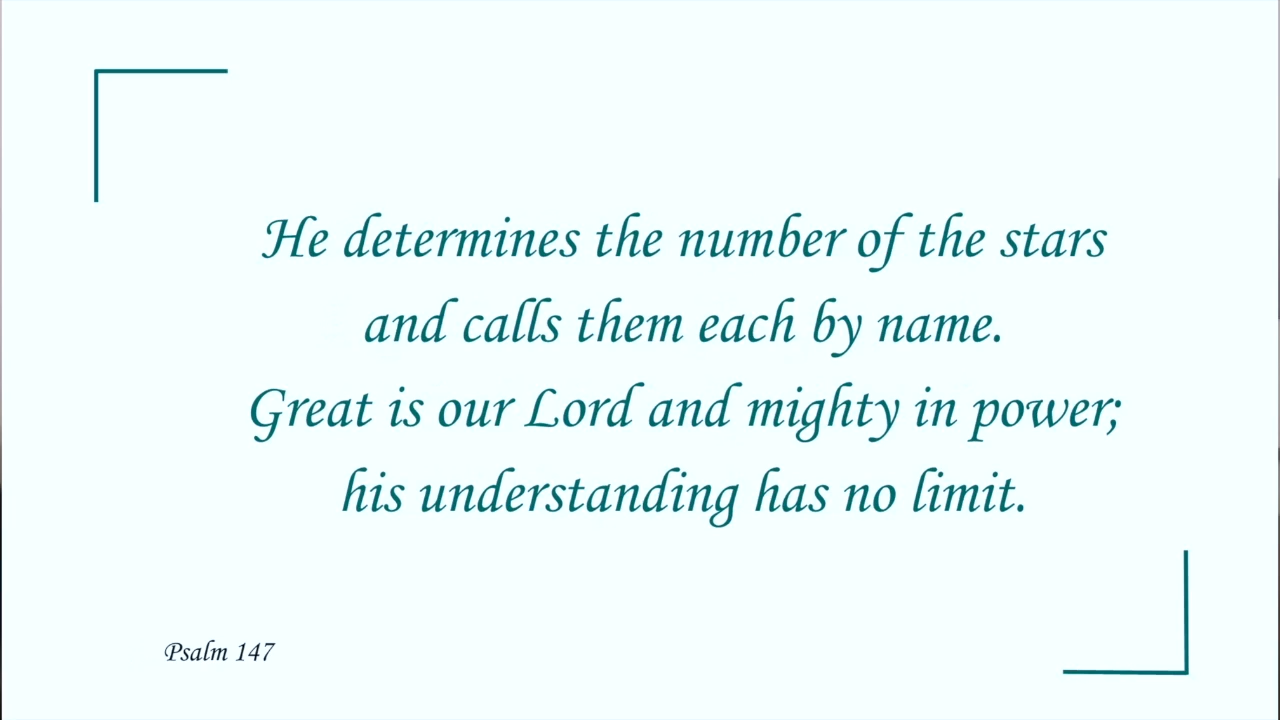 He determines the number of the stars
and calls them each by name.
Great is our Lord and mighty in power;
his understanding has no limit.
Psalm 147